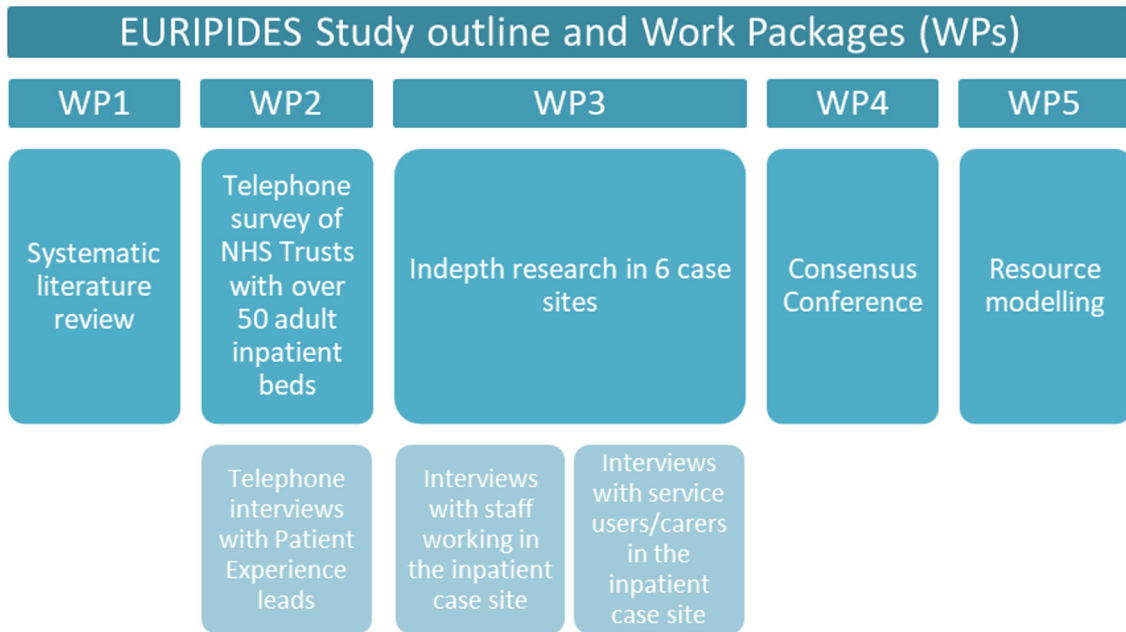 EURIPIDES Study outline and Work Packages (WPs)
WP1
WP2
WP3
WP4
WP5
Systematic
literature
review
Telephone
survey of
NHS Trusts
with over
50 adult
inpatient
beds
Indepth research in 6 case
sites
Consensus
Conference
Resource
modelling
Telephone
interviews
with Patient
Experience
leads
Interviews
with staff
working in
the inpatient
case site
Interviews
with service
users/carers
in the
inpatient
case site